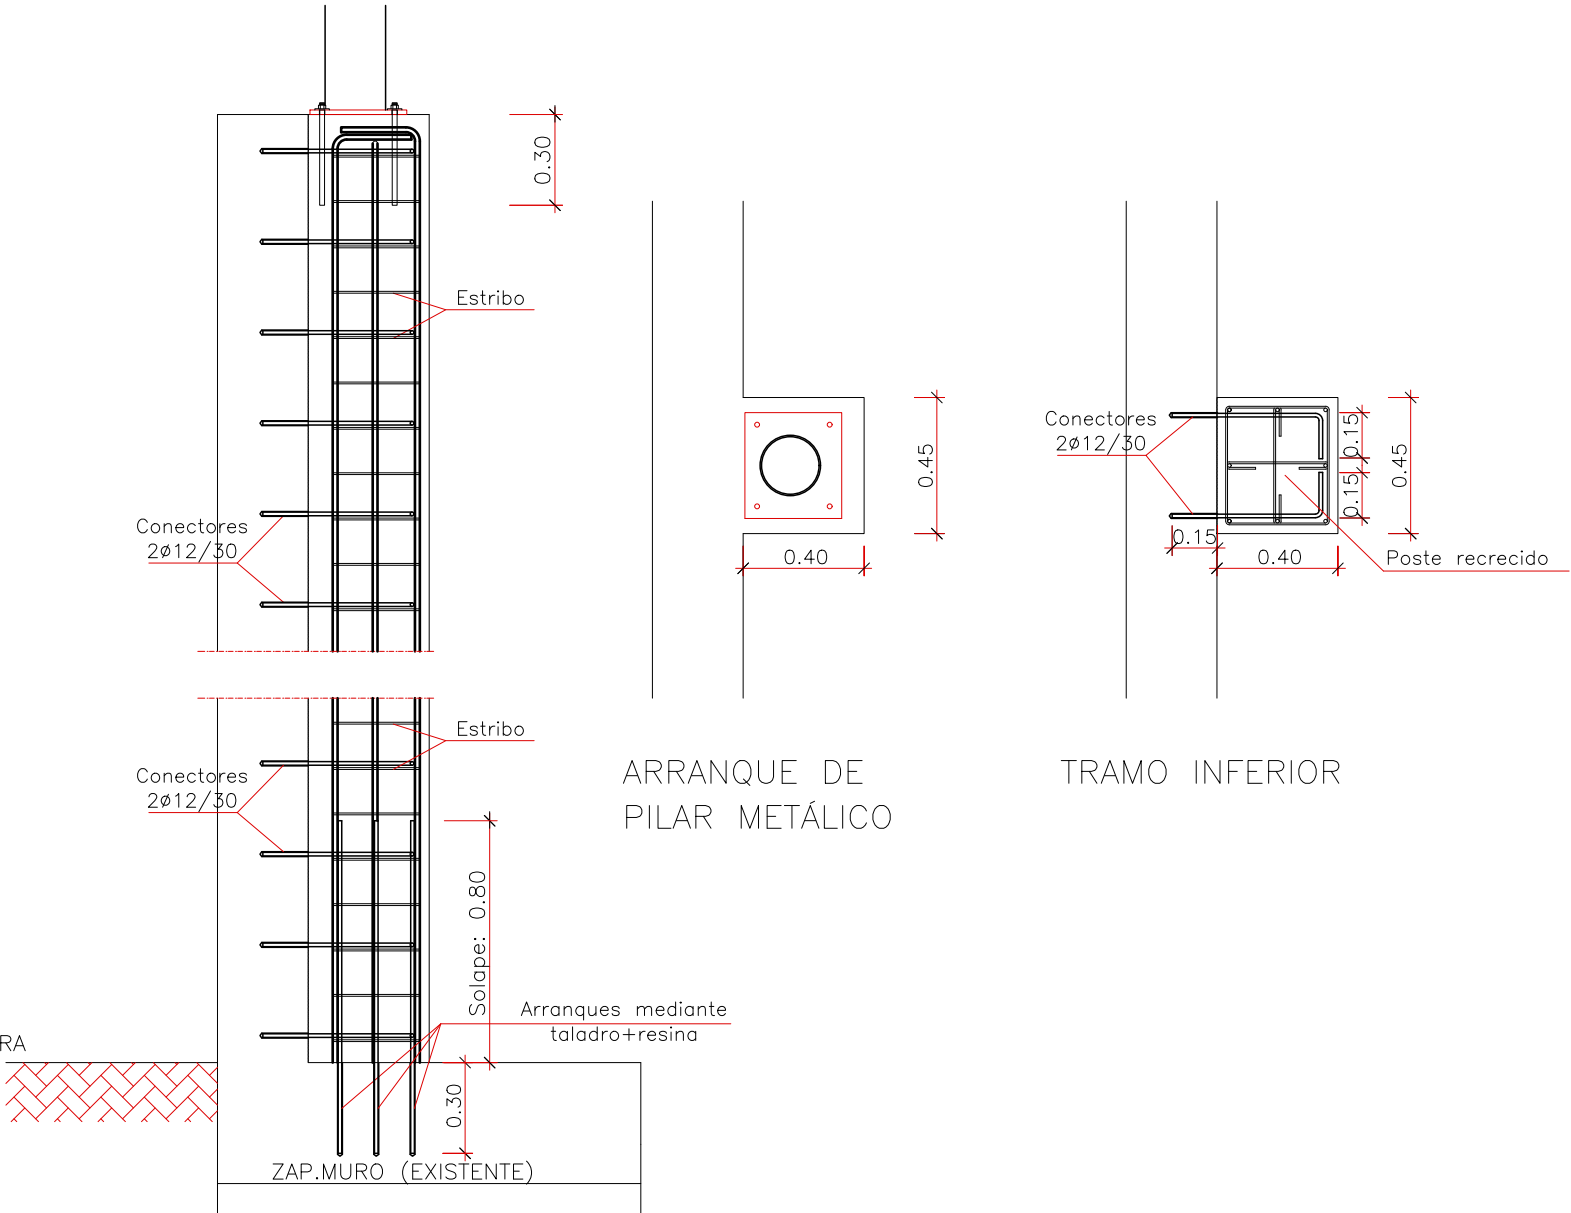 0.30
Estribo
Conectores
2ø12/30
Estribo
Conectores
2ø12/30
Solape: 0.80
Arranques mediante
taladro+resina
RA
0.30
ZAP.MURO (EXISTENTE)
0.45
0.40
ARRANQUE DE
PILAR METÁLICO
Conectores
2ø12/30
0.15
0.15
0.45
0.15
0.40
Poste recrecido
TRAMO INFERIOR